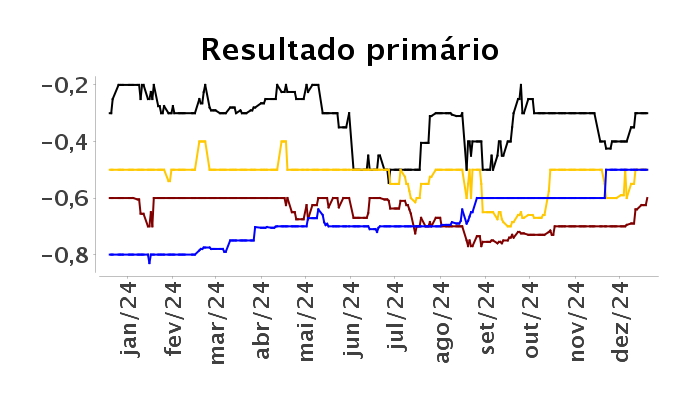 Resultado primário
−0,2
−0,4
−0,6
−0,8
jan/24
fev/24
mar/24
abr/24
mai/24
jun/24
jul/24
ago/24
set/24
out/24
nov/24
dez/24